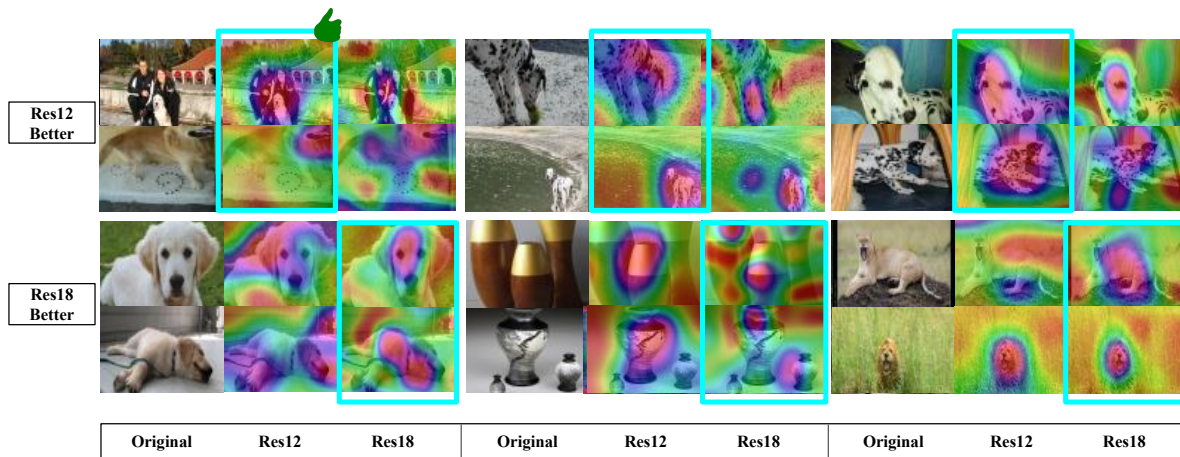 Res12
Better
Res18
Better
Original Res12 Res18 Original Res12 Res18 Original Res12 Res18